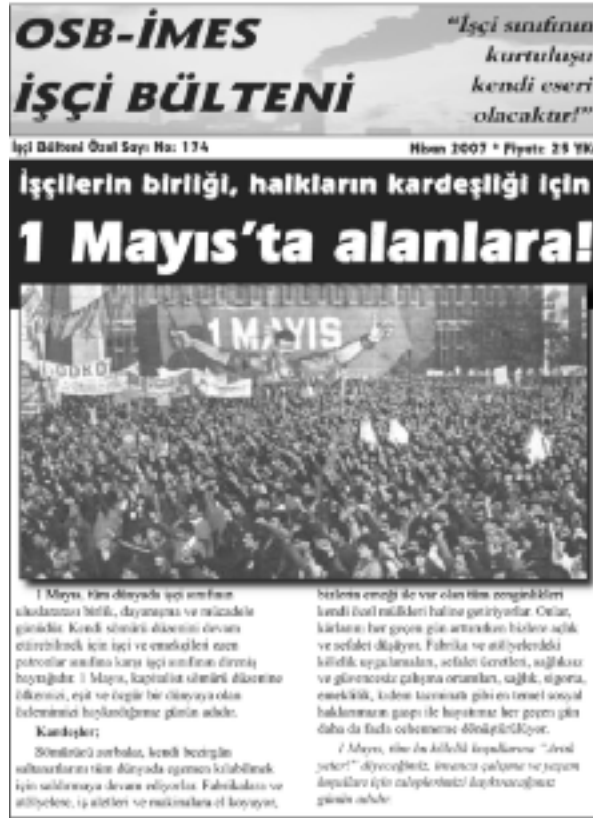 OSB-İMES
İŞÇİ BÜLTENİ
“İşçi sınıfının
kurtuluşu
kendi eseri
olacaktır!”
İşçi Bülteni Özel Sayı No: 174
Nisan 2007 * Fiyatı: 25 YK
İşçilerin birliği, halkların kardeşliği için
1 Mayıs’ta alanlara!
1 MAYIS
1 Mayıs, tüm dünyada işçi sınıfının
uluslararası birlik, dayanışma ve mücadele
günüdür. Kendi sömürü düzenini devam
ettirebilmek için işçi ve emekçileri ezen
patronlar sınıfına karşı işçi sınıfının direniş
bayrağıdır. 1 Mayıs, kapitalist sömürü düzenine
öfkemizi, eşit ve özgür bir dünyaya olan
özlemimizi haykırdığımız günün adıdır.
Kardeşler;
Sömürücü zorbalar, kendi bezirgân
saltanatlarını tüm dünyada egemen kılabilmek
için saldırmaya devam ediyorlar. Fabrikalara ve
atölyelere, iş aletleri ve makinalara el koyuyor,
bizlerin emeği ile var olan tüm zenginlikleri
kendi özel mülkleri haline getiriyorlar. Onlar,
kârlarını her geçen gün artırırken bizlere açlık
ve sefalet düşüyor. Fabrika ve atölyelerdeki
kölelik uygulamaları, sefalet ücretleri, sağlıksız
ve güvencesiz çalışma ortamları, sağlık, sigorta,
emeklilik, kıdem tazminatı gibi en temel sosyal
haklarımızın gaspı ile hayatımız her geçen gün
daha da fazla cehenneme dönüştürülüyor.
1 Mayıs, tüm bu kölelik koşullarına “Artık
yeter!” diyeceğimiz, insanca çalışma ve yaşam
koşulları için taleplerimizi haykıracağımız
günün adıdır.